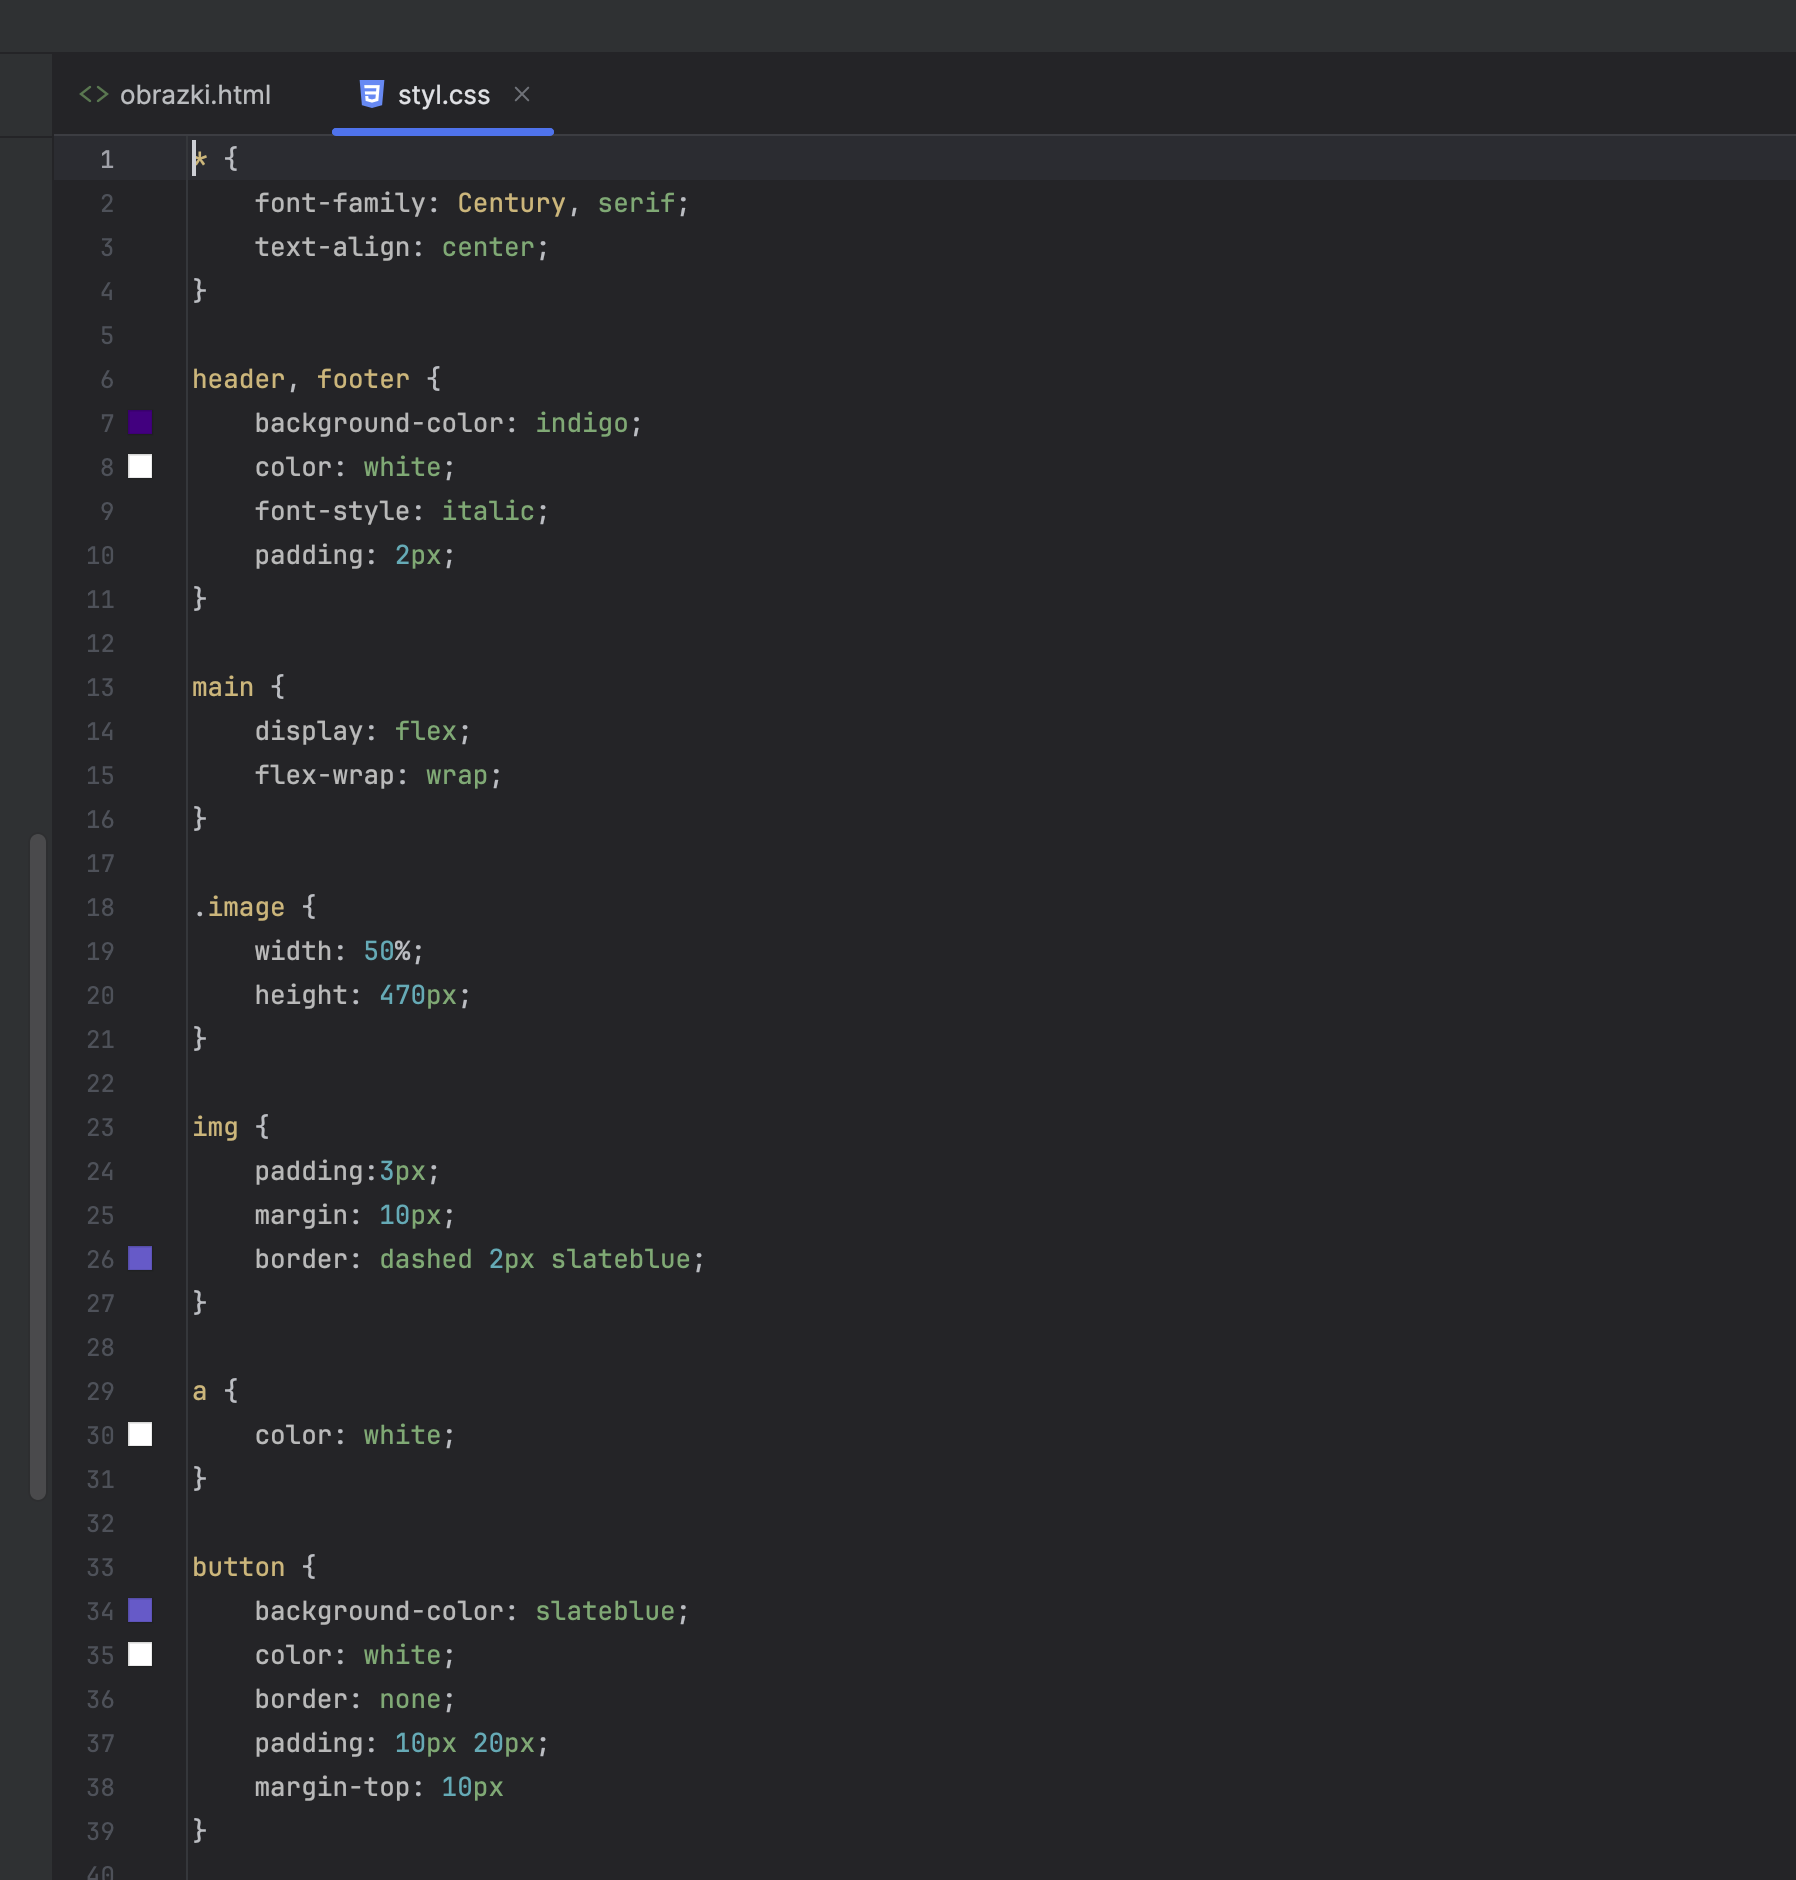 obrazki.html styl.css
1 * {
2     font-family: Century, serif;
3     text-align: center;
4 }
5
6 header, footer {
7     background-color: indigo;
8     color: white;
9     font-style: italic;
10     padding: 2px;
11 }
12
13 main {
14     display: flex;
15     flex-wrap: wrap;
16 }
17
18 .image {
19     width: 50%;
20     height: 470px;
21 }
22
23 img {
24     padding:3px;
25     margin: 10px;
26     border: dashed 2px slateblue;
27 }
28
29 a {
30     color: white;
31 }
32
33 button {
34     background-color: slateblue;
35     color: white;
36     border: none;
37     padding: 10px 20px;
38     margin-top: 10px
39 }
40